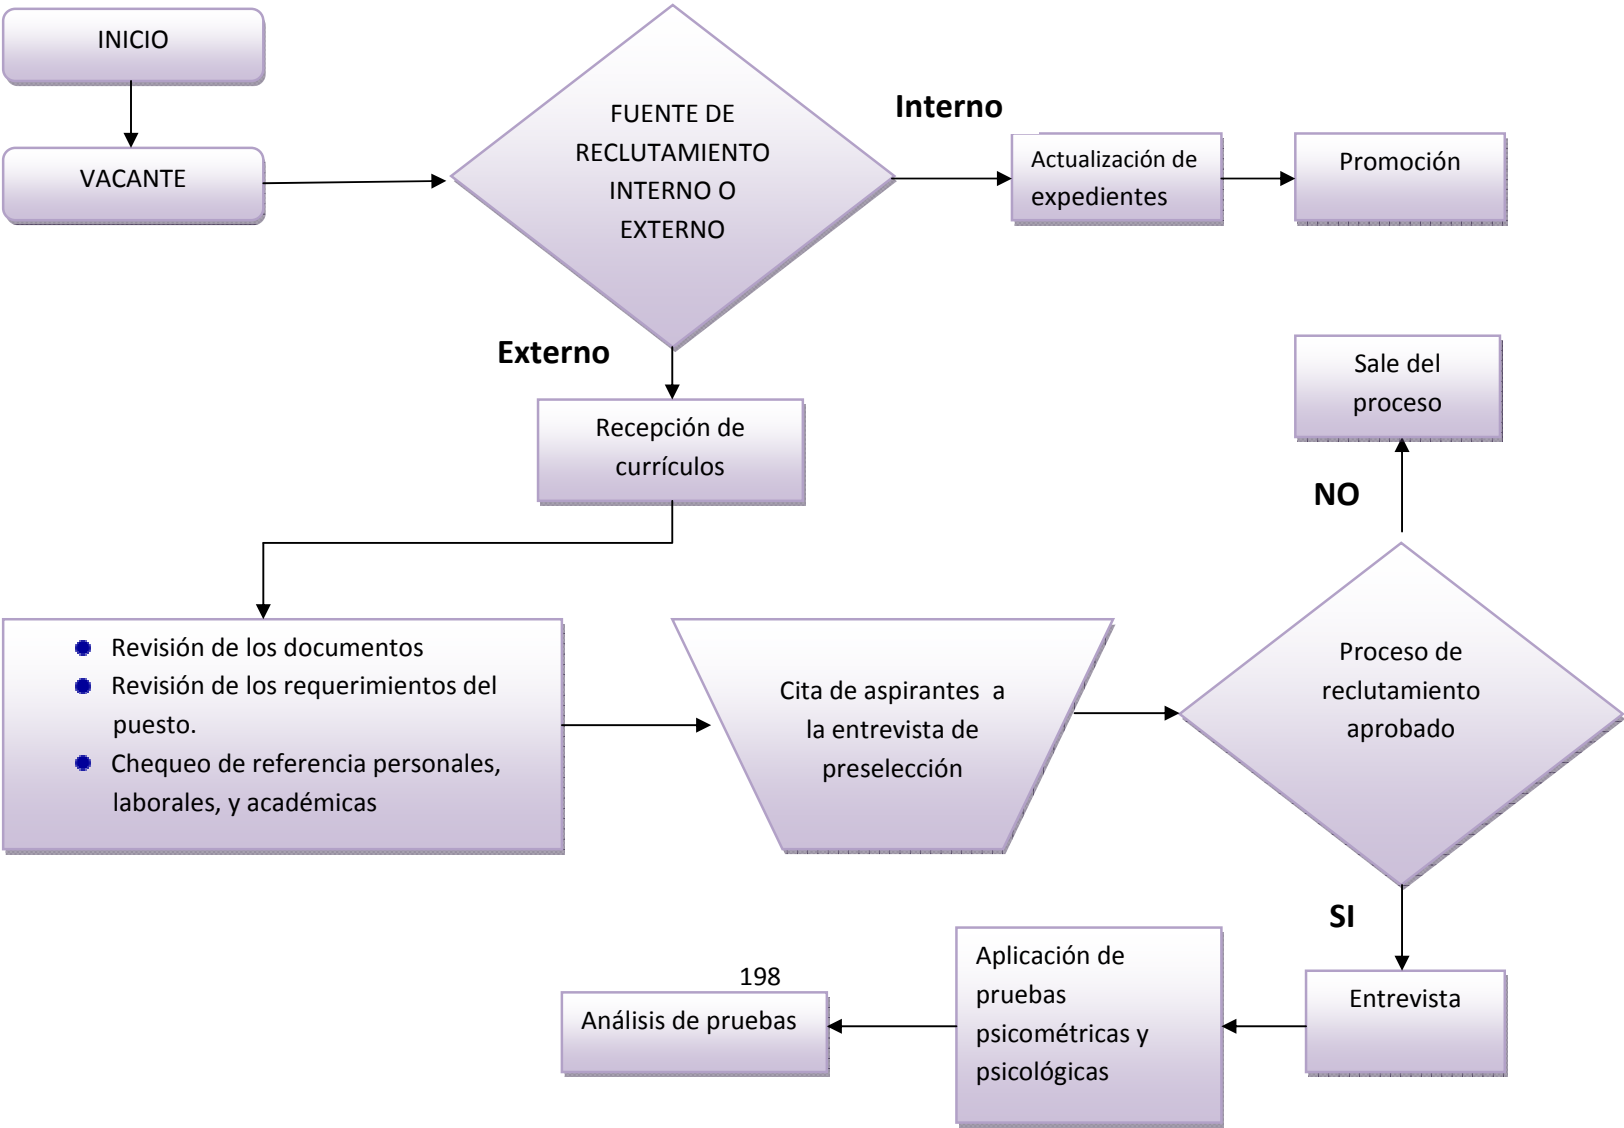 INICIO
VACANTE
FUENTE DE
RECLUTAMIENTO
INTERNO O
EXTERNO
Interno
Actualización de
expedientes
Promoción
Externo
Recepción de
currículos
Revisión de los documentos
Revisión de los requerimientos del
puesto.
Chequeo de referencia personales,
laborales, y académicas
Cita de aspirantes a
la entrevista de
preselección
Proceso de
reclutamiento
aprobado
NO
Sale del
proceso
SI
Entrevista
Aplicación de
pruebas
psicométricas y
psicológicas
198
Análisis de pruebas